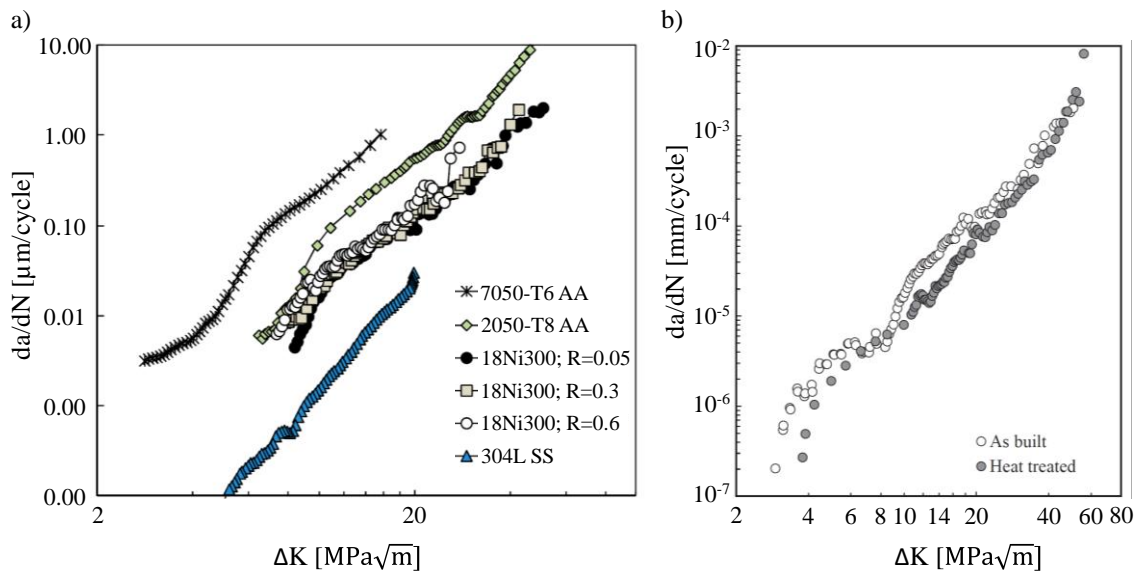 a)
10.00
1.00
0.10
0.01
0.00
0.00
da/dN [µm/cycle]
2
20
ΔK [MPa√m]
7050-T6 AA
2050-T8 AA
18Ni300; R=0.05
18Ni300; R=0.3
18Ni300; R=0.6
304L SS
b)
10⁻²
10⁻³
10⁻⁴
10⁻⁵
10⁻⁶
10⁻⁷
da/dN [mm/cycle]
2 4 6 8 10 14 20 40 60 80
ΔK [MPa√m]
As built
Heat treated